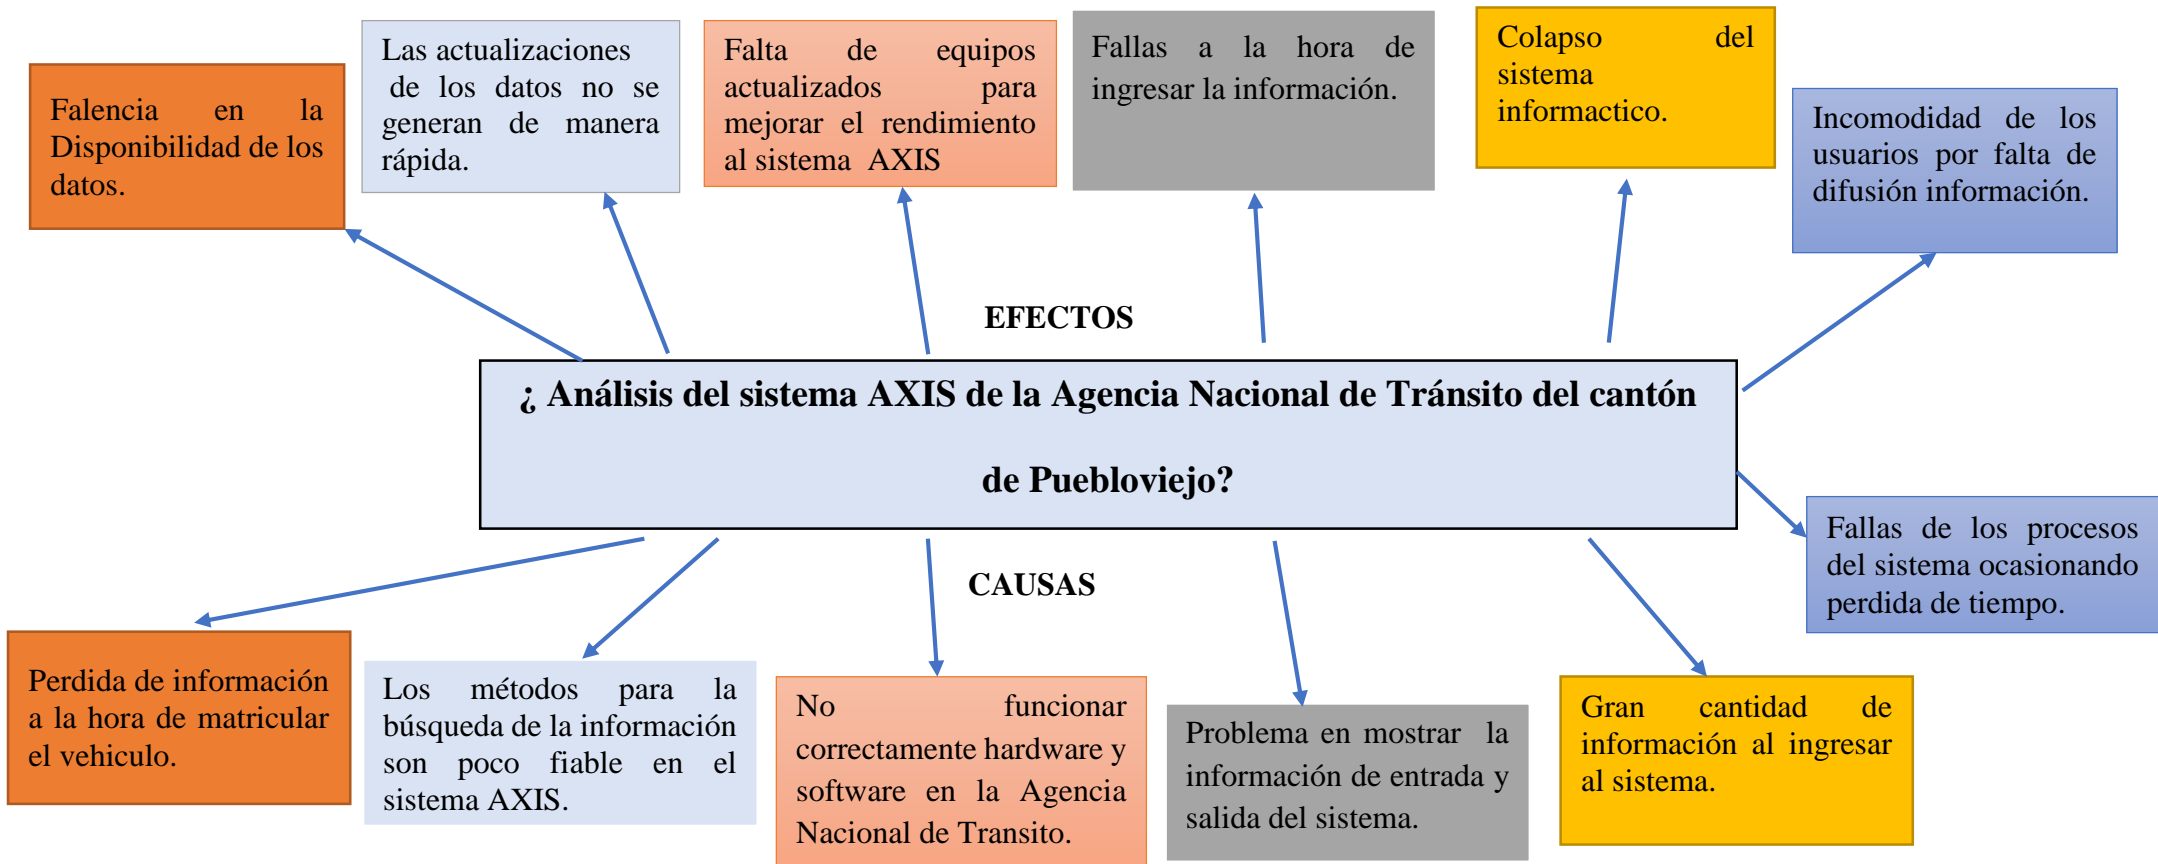 Falencia en la
Disponibilidad de los
datos.
Las actualizaciones
de los datos no se
generan de manera
rápida.
Falta de equipos
actualizados para
mejorar el rendimiento
al sistema AXIS
Fallas a la hora de
ingresar la información.
Colapso del
sistema
informactico.
Incomodidad de los
usuarios por falta de
difusión información.
EFECTOS
¿ Análisis del sistema AXIS de la Agencia Nacional de Tránsito del cantón
de Puebloviejo?
CAUSAS
Perdida de información
a la hora de matricular
el vehiculo.
Los métodos para la
búsqueda de la información
son poco fiable en el
sistema AXIS.
No funcionar
correctamente hardware y
software en la Agencia
Nacional de Transito.
Problema en mostrar la
información de entrada y
salida del sistema.
Gran cantidad de
información al ingresar
al sistema.
Fallas de los procesos
del sistema ocasionando
perdida de tiempo.